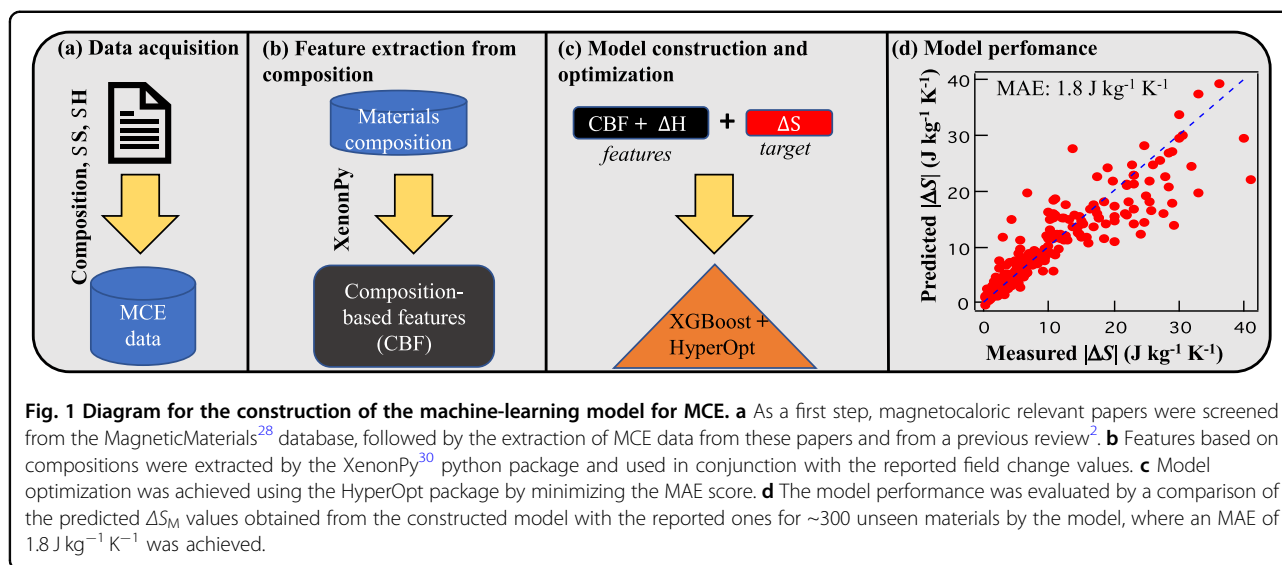 (a) Data acquisition
Composition, SS, SH
MCE
data
(b) Feature extraction from
composition
Materials
composition
XenonPy
Composition-
based features
(CBF)
(c) Model construction and
optimization
CBF + ΔH + ΔS
features target
XGBoost +
HyperOpt
(d) Model perfomance
MAE: 1.8 J kg⁻¹ K⁻¹
Predicted |ΔS| (J kg⁻¹ K⁻¹)
40
30
20
10
0
0 10 20 30 40
Measured |ΔS| (J kg⁻¹ K⁻¹)
Fig. 1 Diagram for the construction of the machine-learning model for MCE. a As a first step, magnetocaloric relevant papers were screened
from the MagneticMaterials²⁸ database, followed by the extraction of MCE data from these papers and from a previous review². b Features based on
compositions were extracted by the XenonPy³⁰ python package and used in conjunction with the reported field change values. c Model
optimization was achieved using the HyperOpt package by minimizing the MAE score. d The model performance was evaluated by a comparison of
the predicted ΔS_M values obtained from the constructed model with the reported ones for ~300 unseen materials by the model, where an MAE of
1.8 J kg⁻¹ K⁻¹ was achieved.